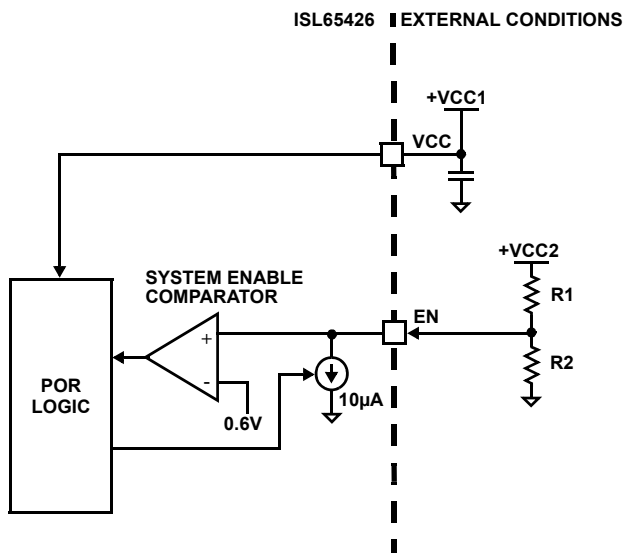 ISL65426
EXTERNAL CONDITIONS
+VCC1
VCC
SYSTEM ENABLE
COMPARATOR
+VCC2
R1
EN
+
R2
POR
LOGIC
-
10µA
0.6V